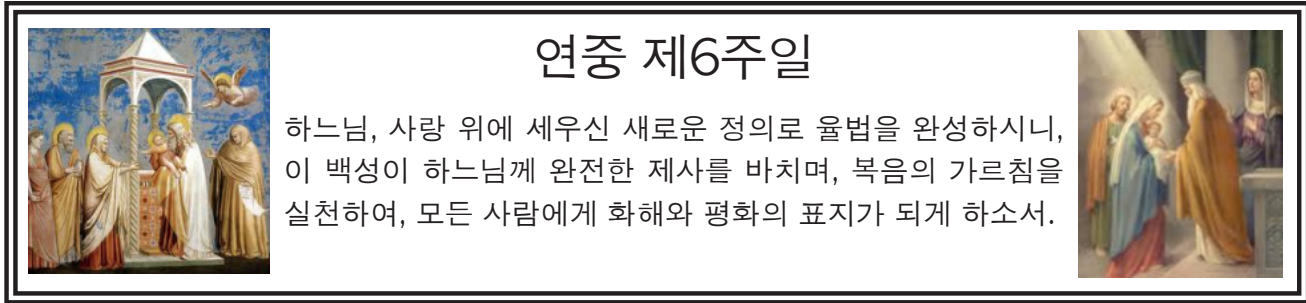 연중 제6주일
하느님, 사랑 위에 세우신 새로운 정의로 율법을 완성하시니,
이 백성이 하느님께 완전한 제사를 바치며, 복음의 가르침을
실천하여, 모든 사람에게 화해와 평화의 표지가 되게 하소서.